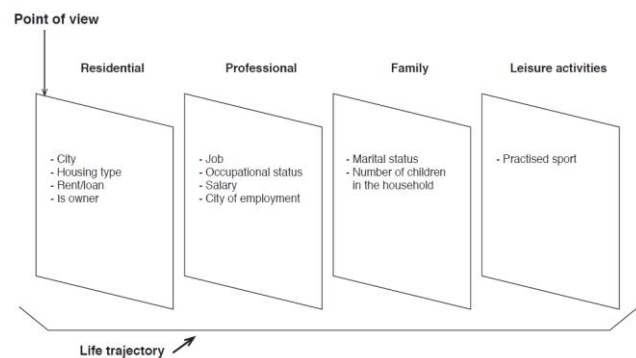 Point of view
Residential
Professional
Family
Leisure activities
- City
- Housing type
- Rent/loan
- Is owner
- Job
- Occupational status
- Salary
- City of employment
- Marital status
- Number of children
in the household
- Practised sport
Life trajectory